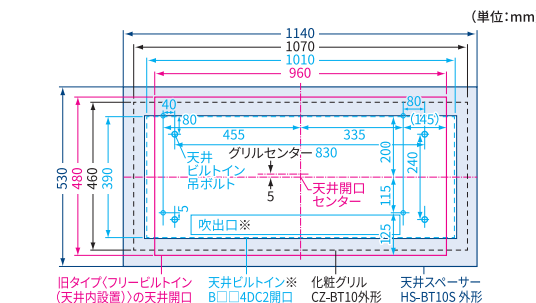 （単位：mm）
1140
1070
1010
960
40
80
80
（145）
455
335
天井
ビルトイン
吊ボルト
グリルセンター
830
200
240
530
480
460
390
5
天井開口
センター
115
5
吹出口※
125
旧タイプ〈フリービルトイン
（天井内設置）〉の天井開口
天井ビルトイン※
B□□4DC2開口
化粧グリル
CZ-BT10外形
天井スペーサー
HS-BT10S 外形